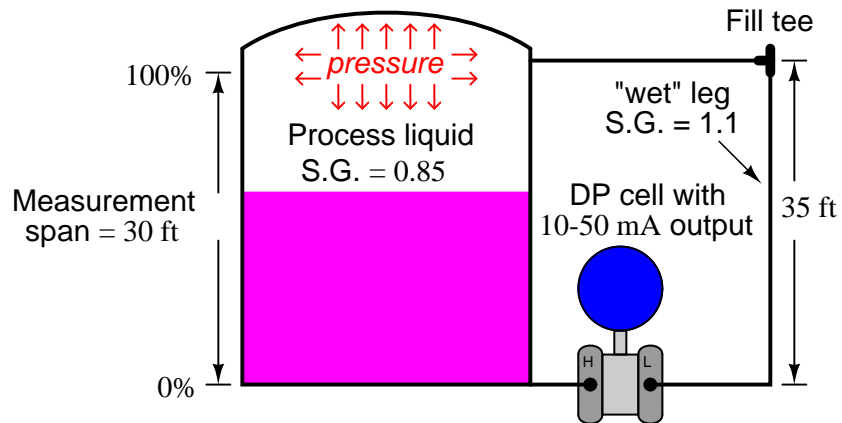 Fill tee
100%
pressure
"wet" leg
S.G. = 1.1
Process liquid
S.G. = 0.85
Measurement
span = 30 ft
DP cell with
10-50 mA output
35 ft
H
L
0%